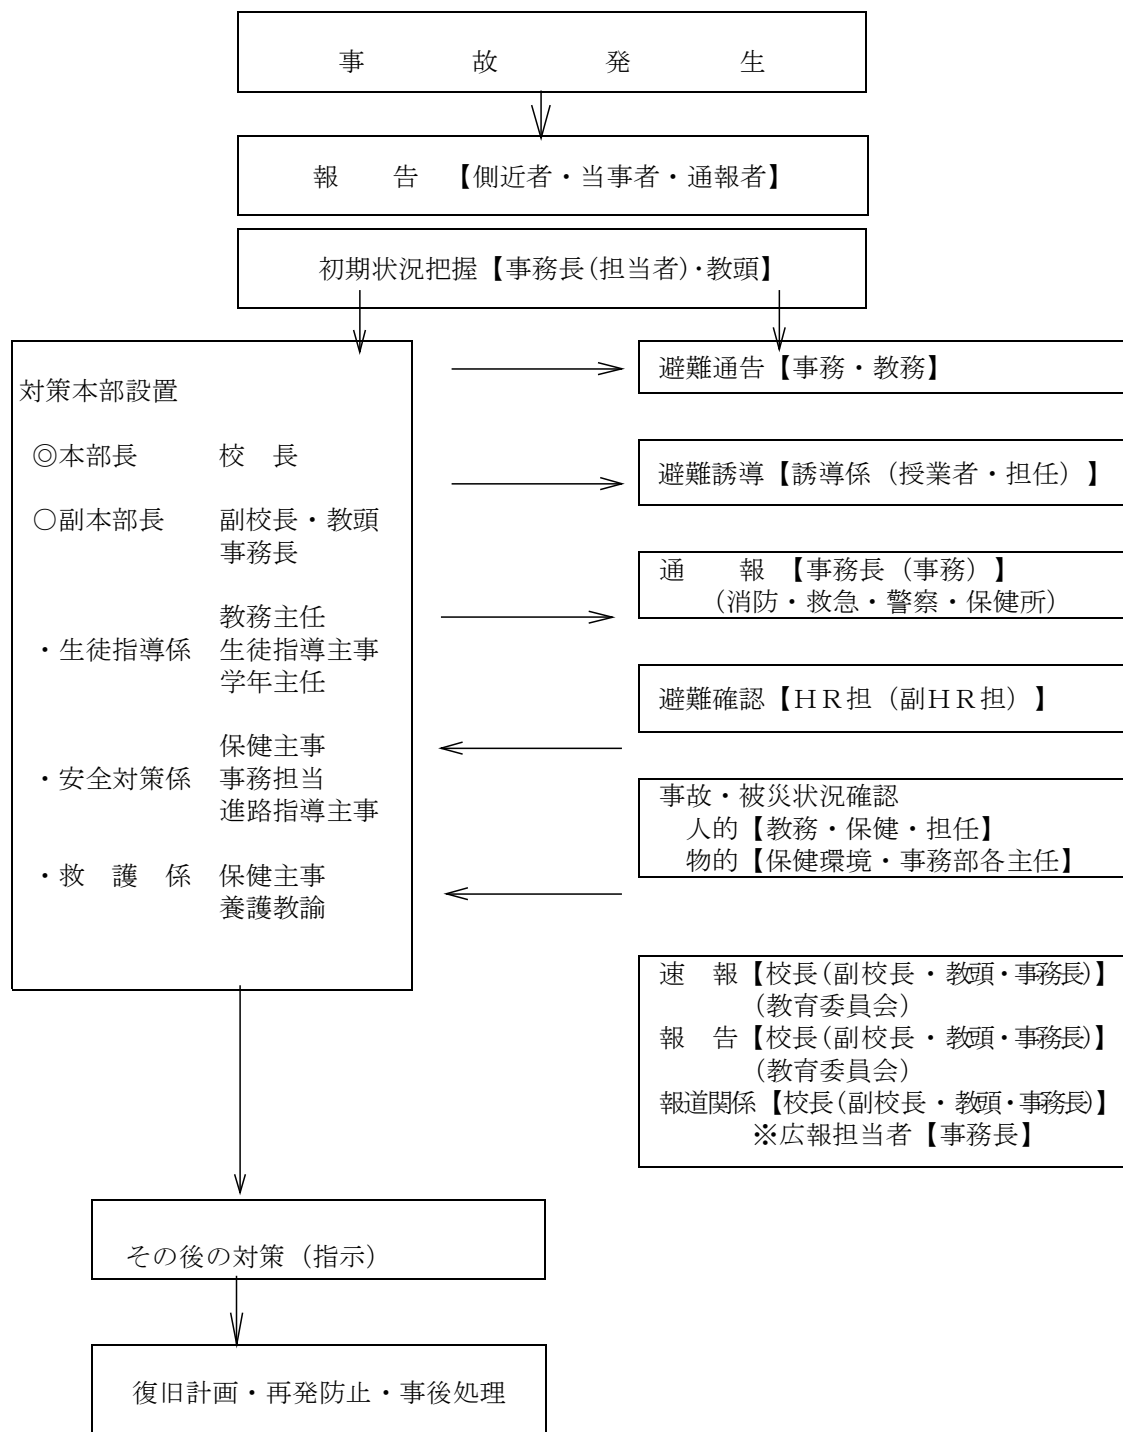 事　故　発　生
報　告　【側近者・当事者・通報者】
初期状況把握【事務長(担当者)・教頭】
対策本部設置
◎本部長　校　長
○副本部長　副校長・教頭
事務長
教務主任
・生徒指導係　生徒指導主事
学年主任
保健主事
・安全対策係　事務担当
進路指導主事
・救　護　係　保健主事
養護教諭
避難通告【事務・教務】
避難誘導【誘導係（授業者・担任）】
通　報　【事務長（事務）】
（消防・救急・警察・保健所）
避難確認【ＨＲ担（副ＨＲ担）】
事故・被災状況確認
人的【教務・保健・担任】
物的【保健環境・事務部各主任】
速　報【校長(副校長・教頭・事務長)】
（教育委員会）
報　告【校長(副校長・教頭・事務長)】
（教育委員会）
報道関係【校長(副校長・教頭・事務長)】
※広報担当者【事務長】
その後の対策（指示）
復旧計画・再発防止・事後処理